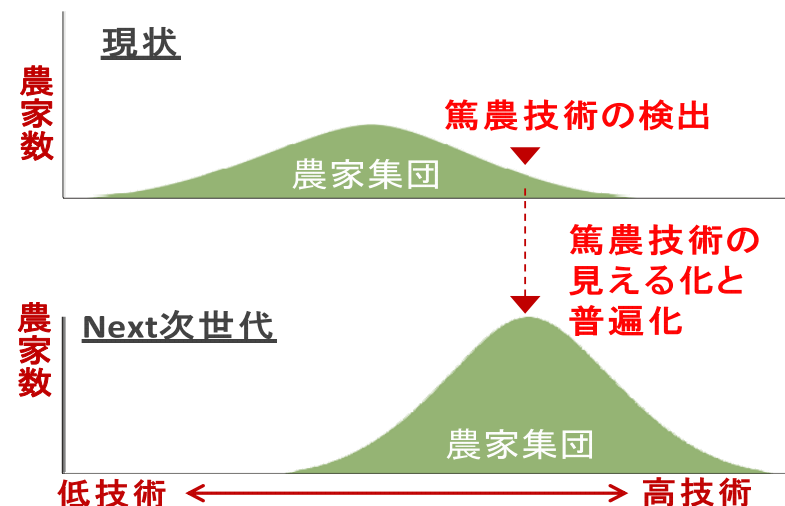 現状
農家数
篤農技術の検出
農家集団
篤農技術の
見える化と
普遍化
農家数
Next次世代
農家集団
低技術
高技術